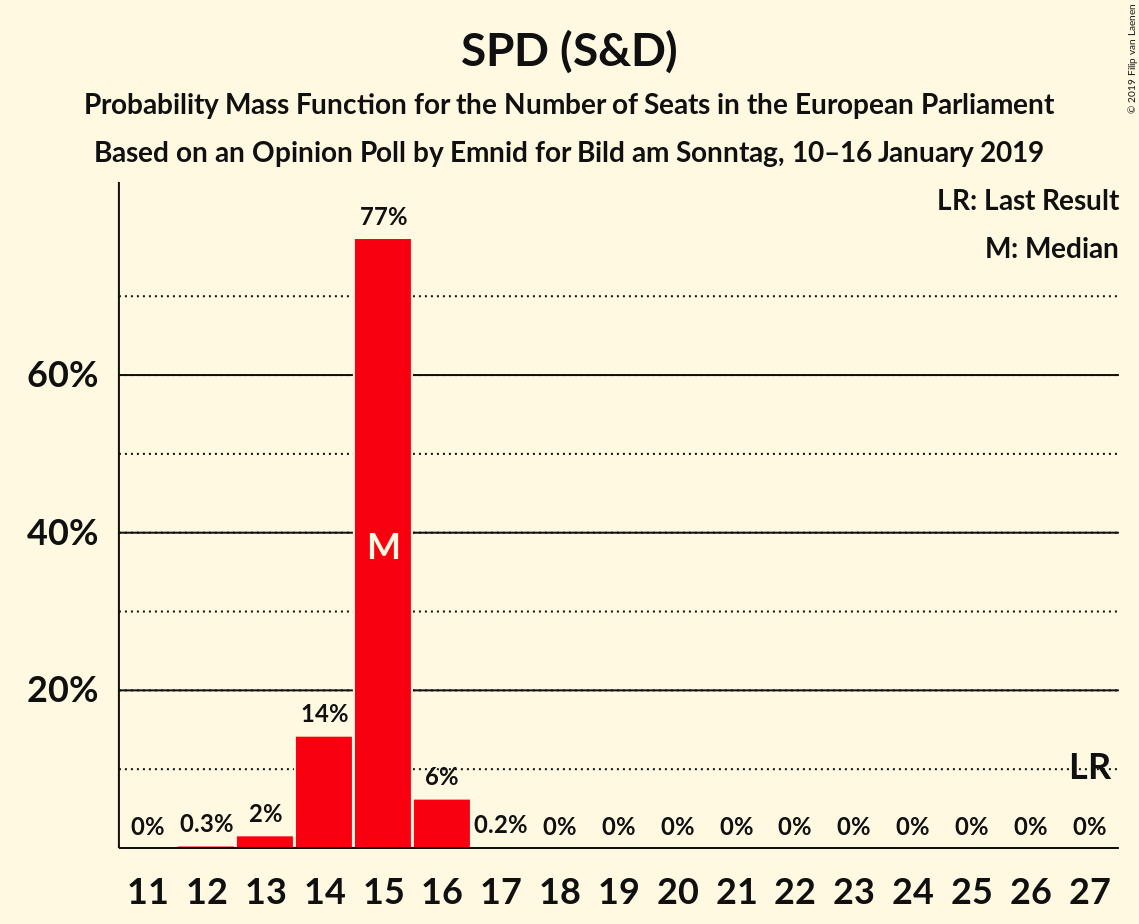 SPD (S&D)
Probability Mass Function for the Number of Seats in the European Parliament
Based on an Opinion Poll by Emnid for Bild am Sonntag, 10–16 January 2019
© 2019 Filip van Laenen
LR: Last Result
M: Median
77%
60%
40%
M
20%
14%
LR
6%
2%
0% 0.3% 0.2% 0% 0% 0% 0% 0% 0% 0% 0% 0% 0%
11 12 13 14 15 16 17 18 19 20 21 22 23 24 25 26 27